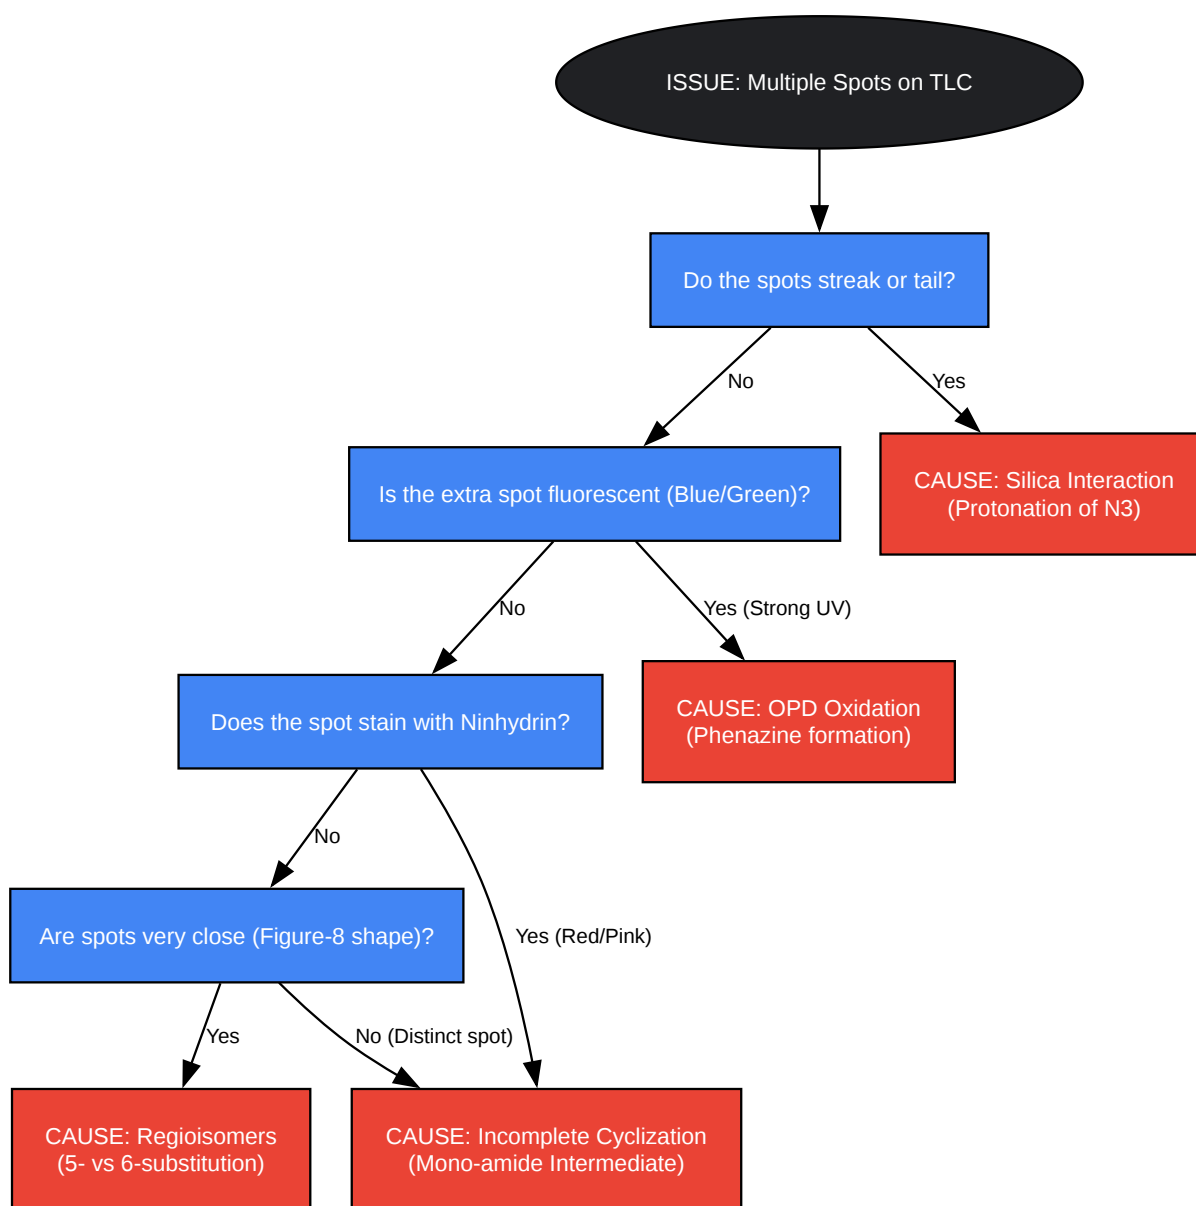 ISSUE: Multiple Spots on TLC
Do the spots streak or tail?
No
Yes
CAUSE: Silica Interaction
(Protonation of N3)
Is the extra spot fluorescent (Blue/Green)?
No
Yes (Strong UV)
CAUSE: OPD Oxidation
(Phenazine formation)
Does the spot stain with Ninhydrin?
No
Yes (Red/Pink)
Are spots very close (Figure-8 shape)?
Yes
No (Distinct spot)
CAUSE: Regioisomers
(5- vs 6-substitution)
CAUSE: Incomplete Cyclization
(Mono-amide Intermediate)